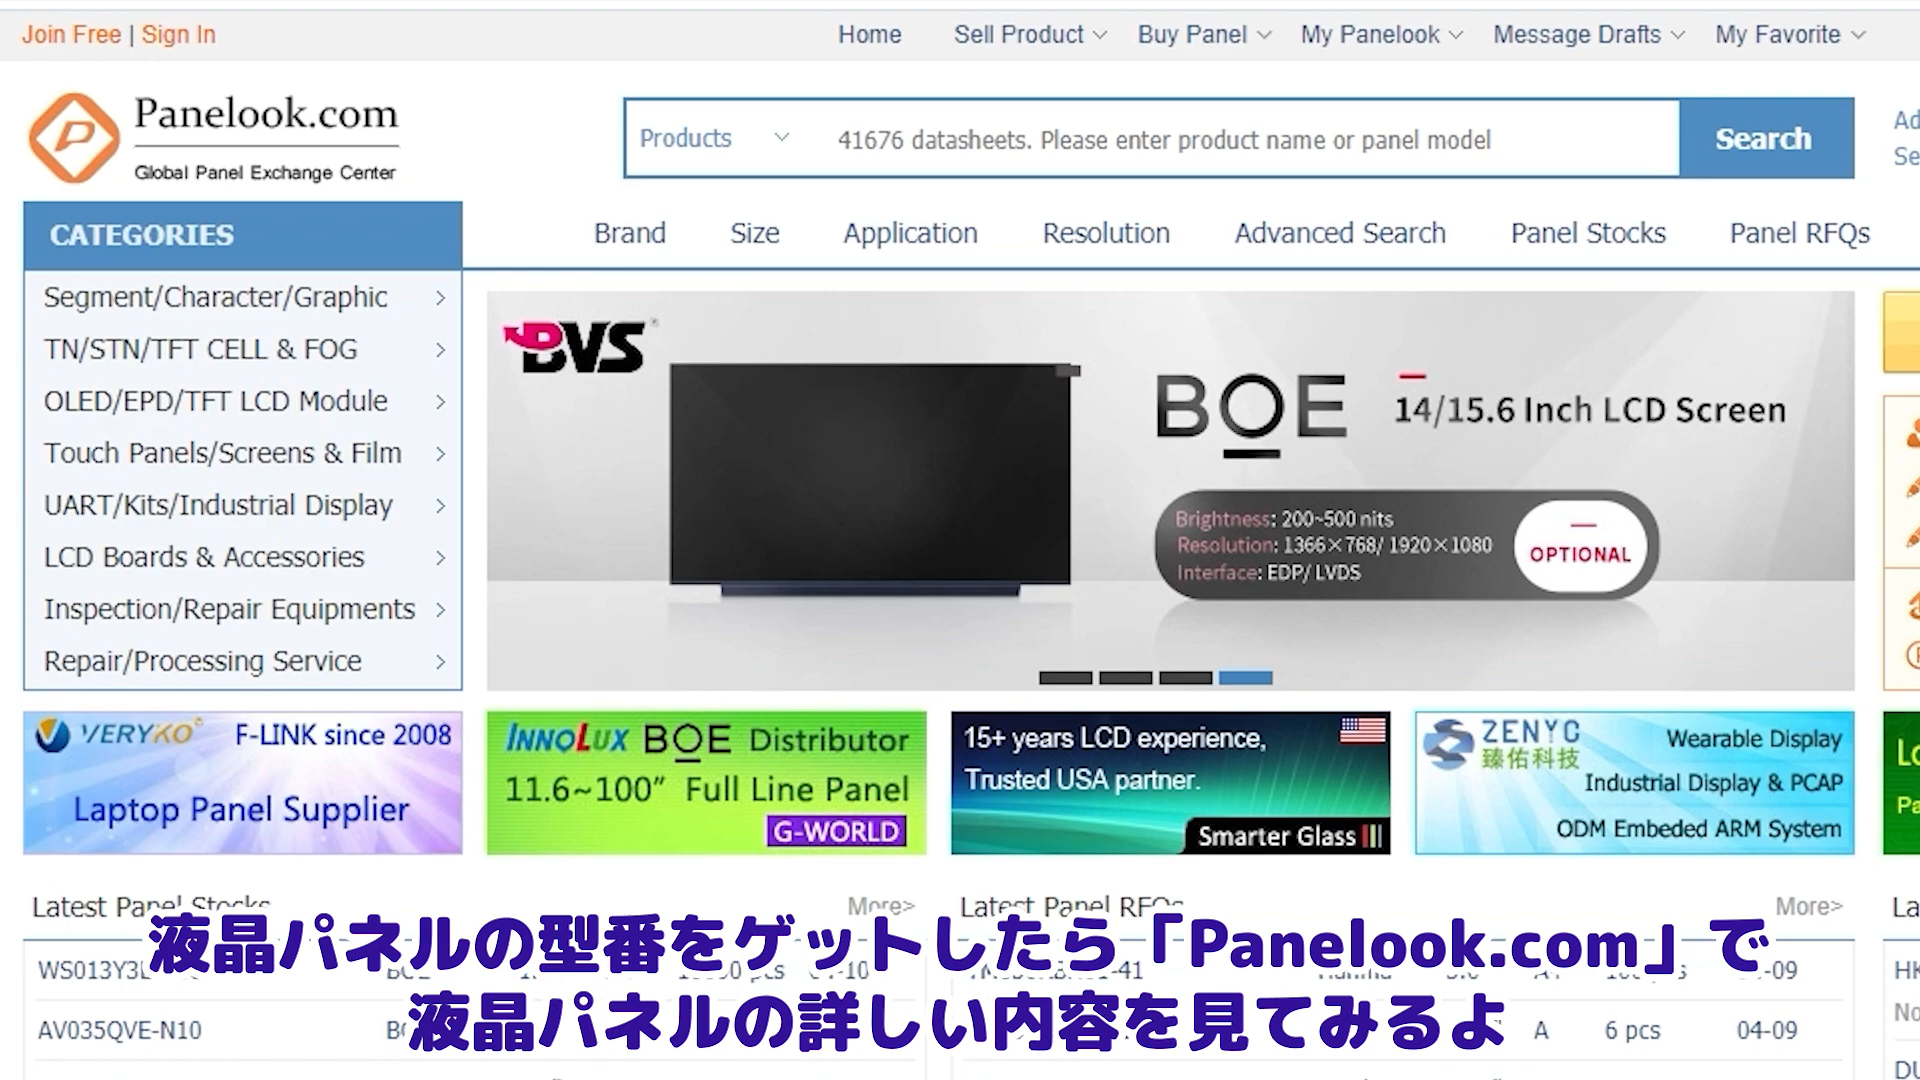 Join Free | Sign In
Home Sell Product Buy Panel My Panelook Message Drafts My Favorite
Panelook.com
Global Panel Exchange Center
Products 41676 datasheets. Please enter product name or panel model Search
CATEGORIES
Brand Size Application Resolution Advanced Search Panel Stocks Panel RFQs
Segment/Character/Graphic
TN/STN/TFT CELL & FOG
OLED/EPD/TFT LCD Module
Touch Panels/Screens & Film
UART/Kits/Industrial Display
LCD Boards & Accessories
Inspection/Repair Equipments
Repair/Processing Service
BVS
BOE 14/15.6 Inch LCD Screen
Brightness: 200~500 nits
Resolution: 1366×768/ 1920×1080
Interface: EDP/ LVDS
OPTIONAL
VERYKO F-LINK since 2008
Laptop Panel Supplier
INNOLUX BOE Distributor
11.6~100” Full Line Panel
G-WORLD
15+ years LCD experience,
Trusted USA partner.
Smarter Glass
ZENYC
臻佑科技
Wearable Display
Industrial Display & PCAP
ODM Embeded ARM System
Latest Panel Stocks More>
Latest Panel RFQs More>
液晶パネルの型番をゲットしたら「Panelook.com」で
液晶パネルの詳しい内容を見てみるよ
AV035QVE-N10
A 6 pcs 04-09